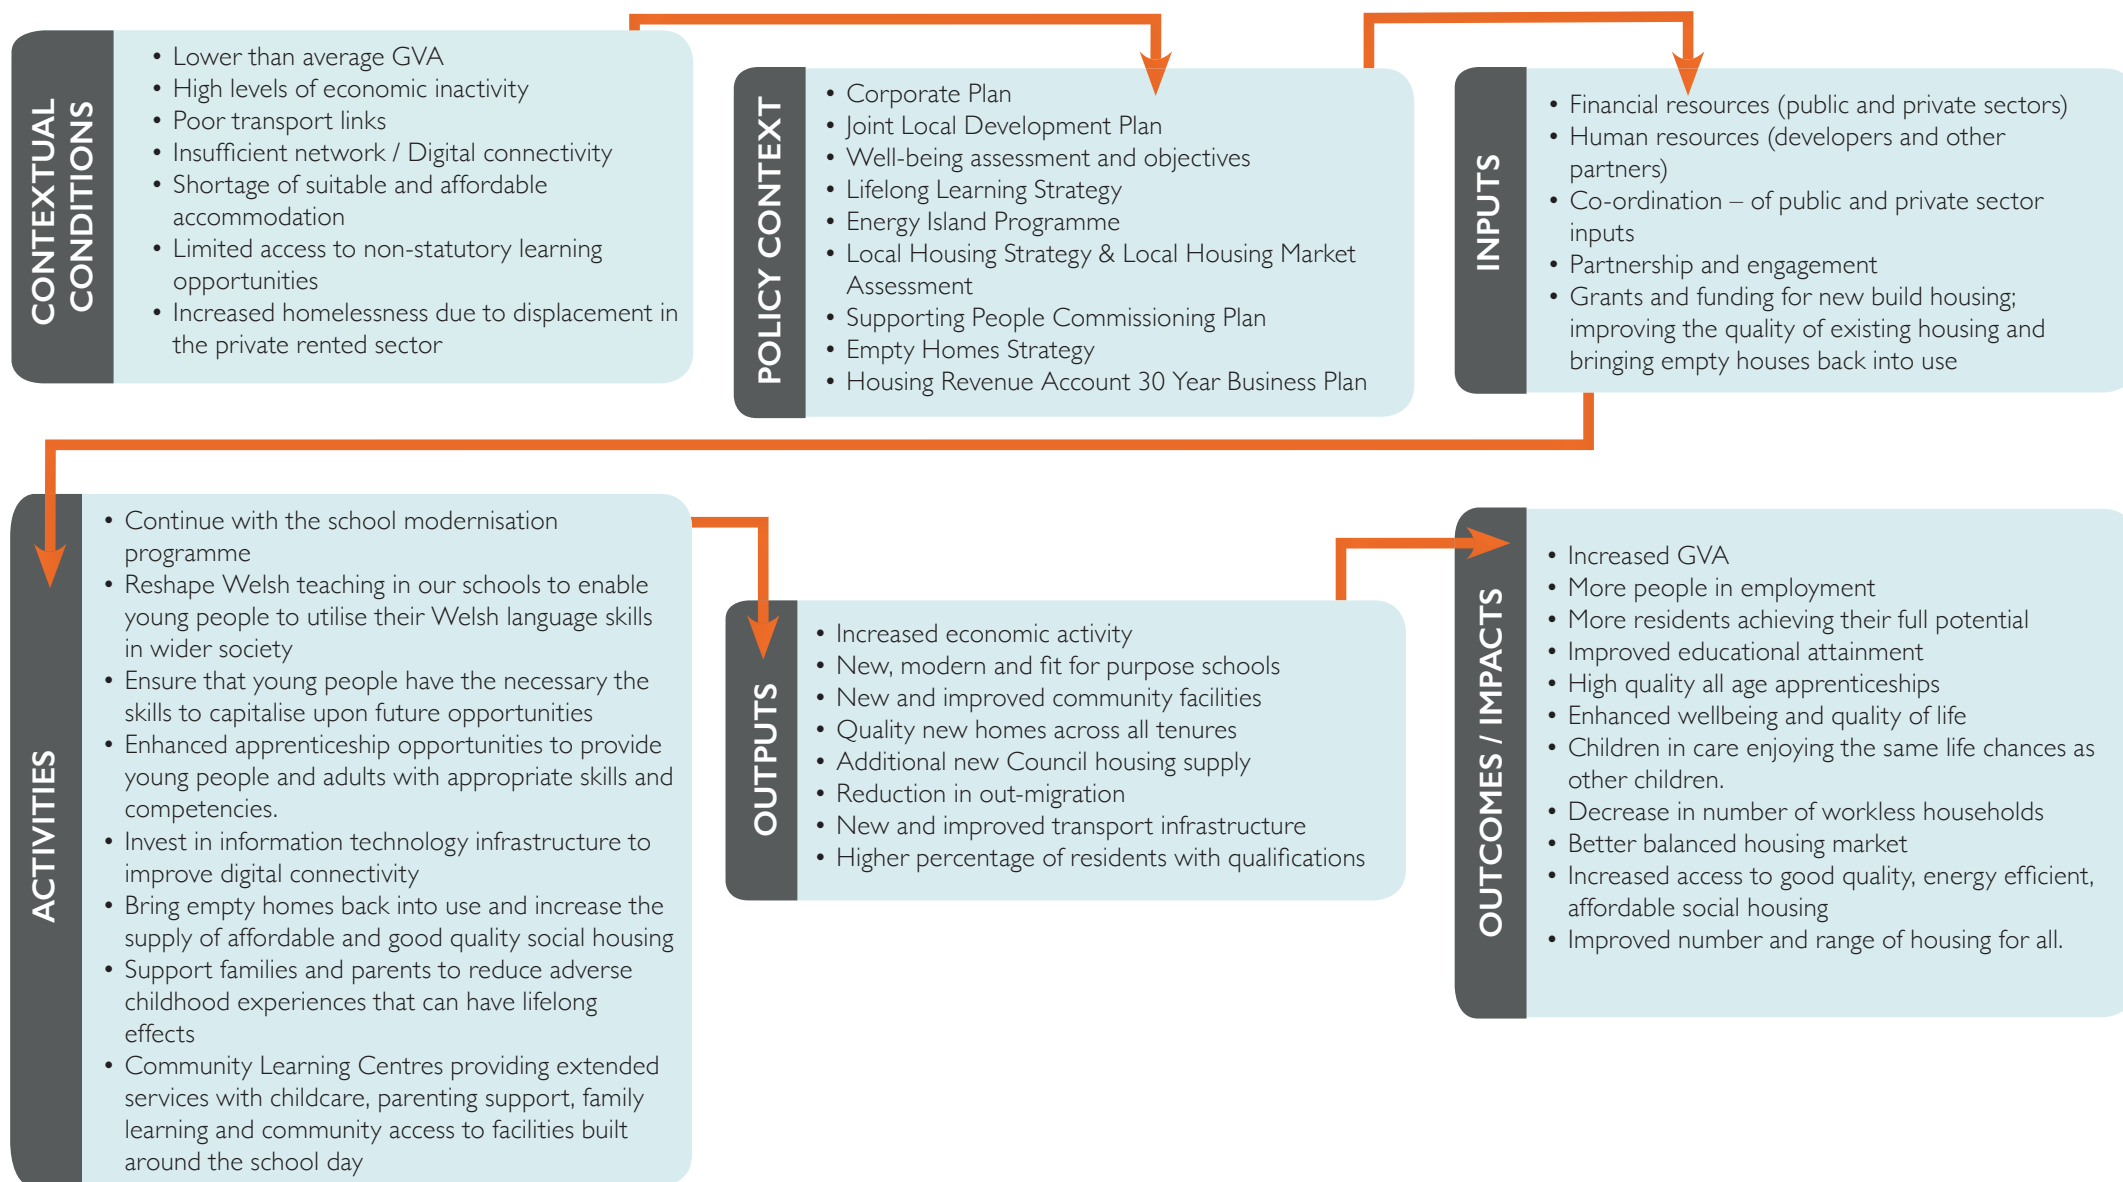 CONTEXTUAL
CONDITIONS
• Lower than average GVA
• High levels of economic inactivity
• Poor transport links
• Insufficient network / Digital connectivity
• Shortage of suitable and affordable
accommodation
• Limited access to non-statutory learning
opportunities
• Increased homelessness due to displacement in
the private rented sector
POLICY CONTEXT
• Corporate Plan
• Joint Local Development Plan
• Well-being assessment and objectives
• Lifelong Learning Strategy
• Energy Island Programme
• Local Housing Strategy & Local Housing Market
Assessment
• Supporting People Commissioning Plan
• Empty Homes Strategy
• Housing Revenue Account 30 Year Business Plan
INPUTS
• Financial resources (public and private sectors)
• Human resources (developers and other
partners)
• Co-ordination – of public and private sector
inputs
• Partnership and engagement
• Grants and funding for new build housing;
improving the quality of existing housing and
bringing empty houses back into use
ACTIVITIES
• Continue with the school modernisation
programme
• Reshape Welsh teaching in our schools to enable
young people to utilise their Welsh language skills
in wider society
• Ensure that young people have the necessary the
skills to capitalise upon future opportunities
• Enhanced apprenticeship opportunities to provide
young people and adults with appropriate skills and
competencies.
• Invest in information technology infrastructure to
improve digital connectivity
• Bring empty homes back into use and increase the
supply of affordable and good quality social housing
• Support families and parents to reduce adverse
childhood experiences that can have lifelong
effects
• Community Learning Centres providing extended
services with childcare, parenting support, family
learning and community access to facilities built
around the school day
OUTPUTS
• Increased economic activity
• New, modern and fit for purpose schools
• New and improved community facilities
• Quality new homes across all tenures
• Additional new Council housing supply
• Reduction in out-migration
• New and improved transport infrastructure
• Higher percentage of residents with qualifications
OUTCOMES / IMPACTS
• Increased GVA
• More people in employment
• More residents achieving their full potential
• Improved educational attainment
• High quality all age apprenticeships
• Enhanced wellbeing and quality of life
• Children in care enjoying the same life chances as
other children.
• Decrease in number of workless households
• Better balanced housing market
• Increased access to good quality, energy efficient,
affordable social housing
• Improved number and range of housing for all.